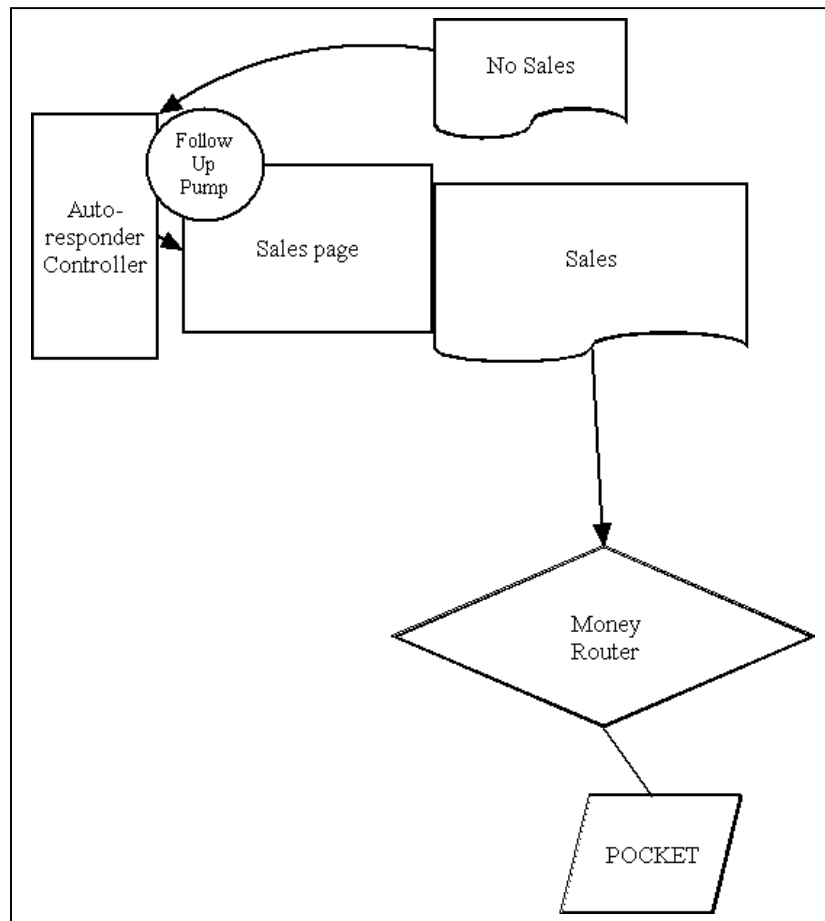 No Sales
Follow
Up
Pump
Auto-
responder
Controller
Sales page
Sales
Money
Router
POCKET